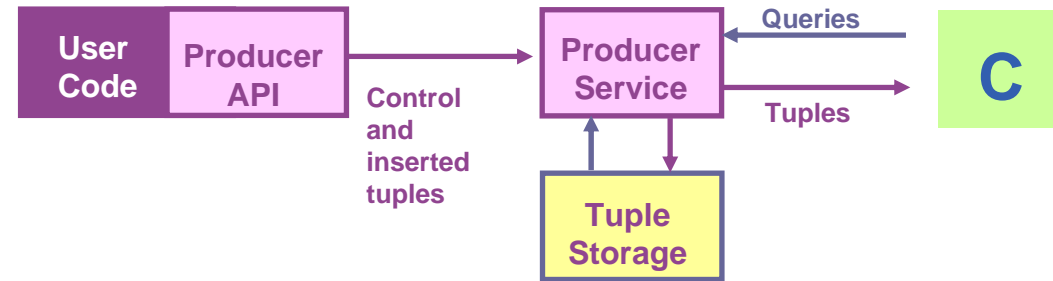 User
Code
Producer
API
Control
and
inserted
tuples
Producer
Service
Queries
Tuples
C
Tuple
Storage